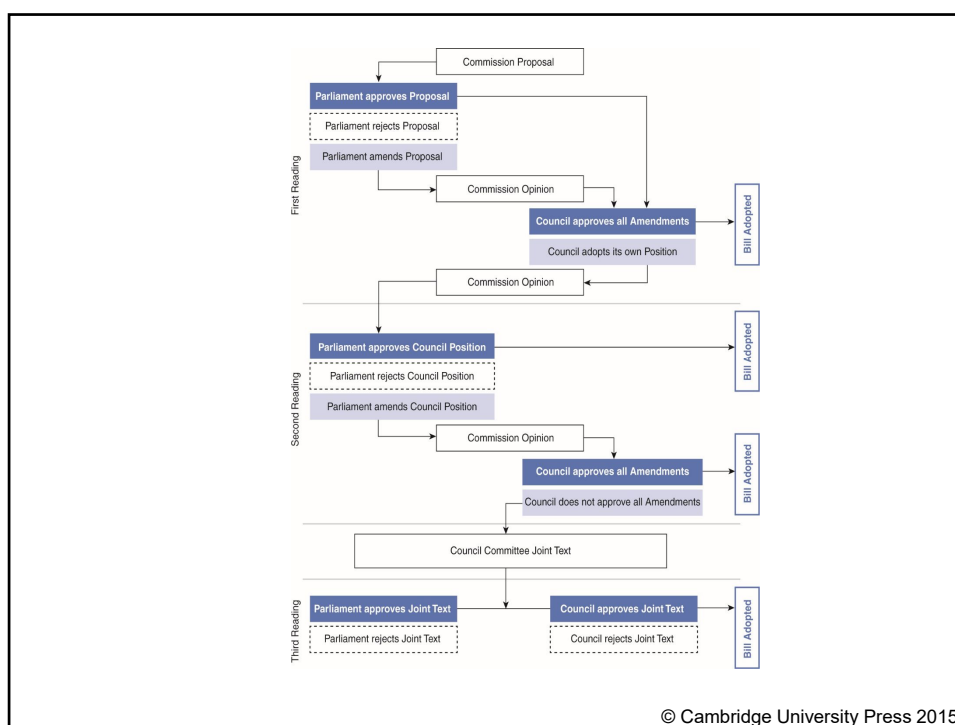 Commission Proposal
Parliament approves Proposal
Parliament rejects Proposal
Parliament amends Proposal
First Reading
Commission Opinion
Council approves all Amendments
Bill Adopted
Council adopts its own Position
Commission Opinion
Parliament approves Council Position
Bill Adopted
Parliament rejects Council Position
Parliament amends Council Position
Second Reading
Commission Opinion
Council approves all Amendments
Bill Adopted
Council does not approve all Amendments
Council Committee Joint Text
Third Reading
Parliament approves Joint Text
Council approves Joint Text
Bill Adopted
Parliament rejects Joint Text
Council rejects Joint Text
© Cambridge University Press 2015